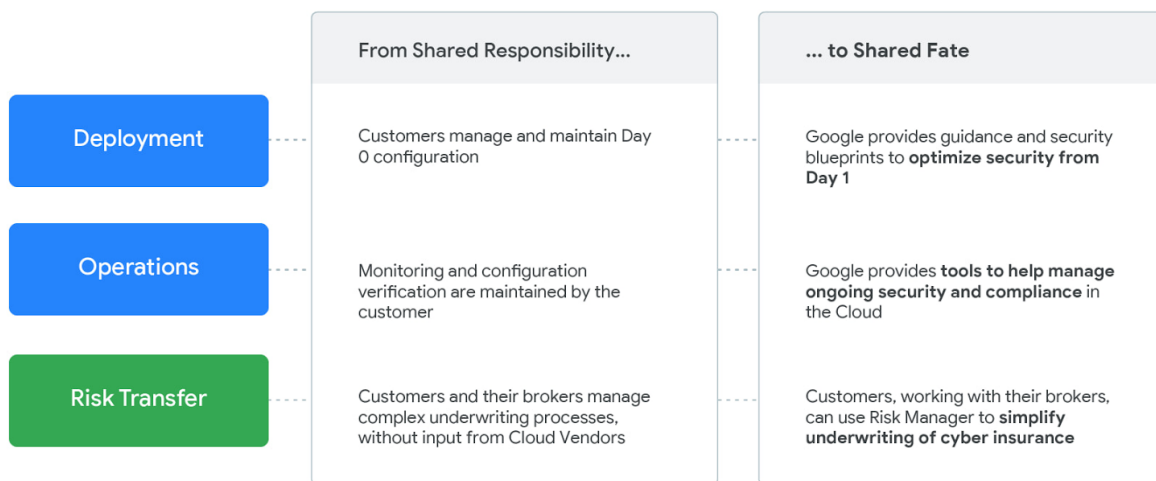 From Shared Responsibility...
... to Shared Fate
Deployment
Customers manage and maintain Day
0 configuration
Google provides guidance and security
blueprints to optimize security from
Day 1
Operations
Monitoring and configuration
verification are maintained by the
customer
Google provides tools to help manage
ongoing security and compliance in
the Cloud
Risk Transfer
Customers and their brokers manage
complex underwriting processes,
without input from Cloud Vendors
Customers, working with their brokers,
can use Risk Manager to simplify
underwriting of cyber insurance